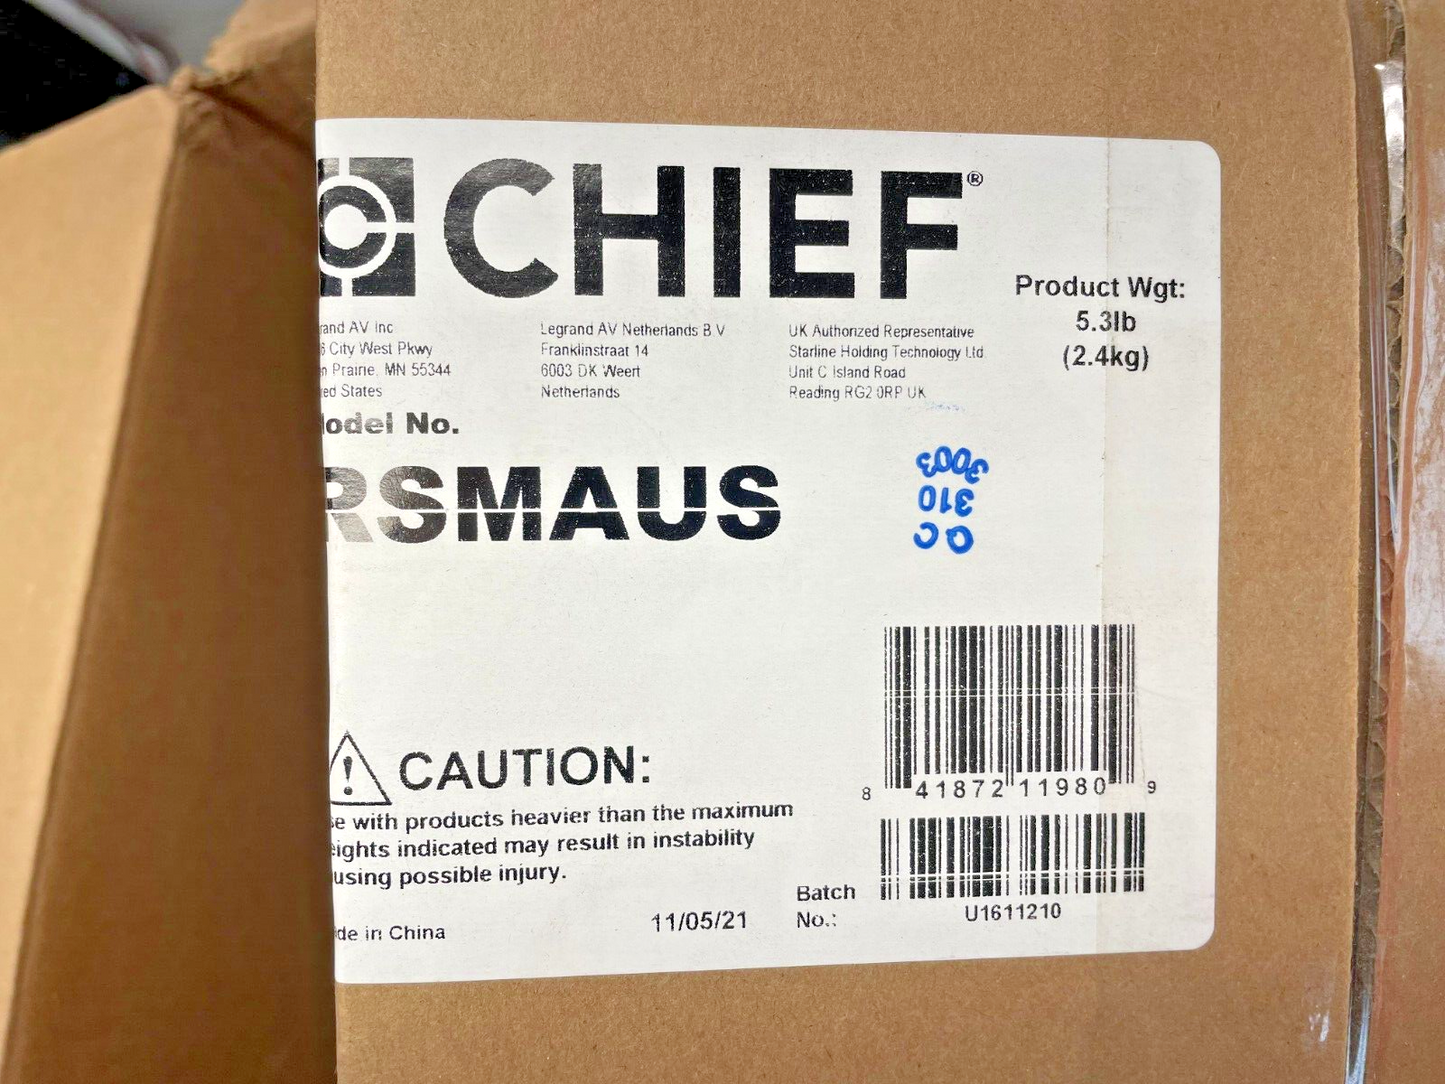 CHIEF®
Product Wgt:
5.3lb
(2.4kg)
rand AV Inc
6 City West Pkwy
n Prairie, MN 55344
ed States
Legrand AV Netherlands B V
Franklinstraat 14
6003 DK Weert
Netherlands
UK Authorized Representative
Starline Holding Technology Ltd
Unit C Island Road
Reading RG2 0RP UK
odel No.
RSMAUS
QC
310
3003
CAUTION:
se with products heavier than the maximum
eights indicated may result in instability
using possible injury.
de in China
11/05/21
Batch
No.:
8 41872 11980 9
U1611210